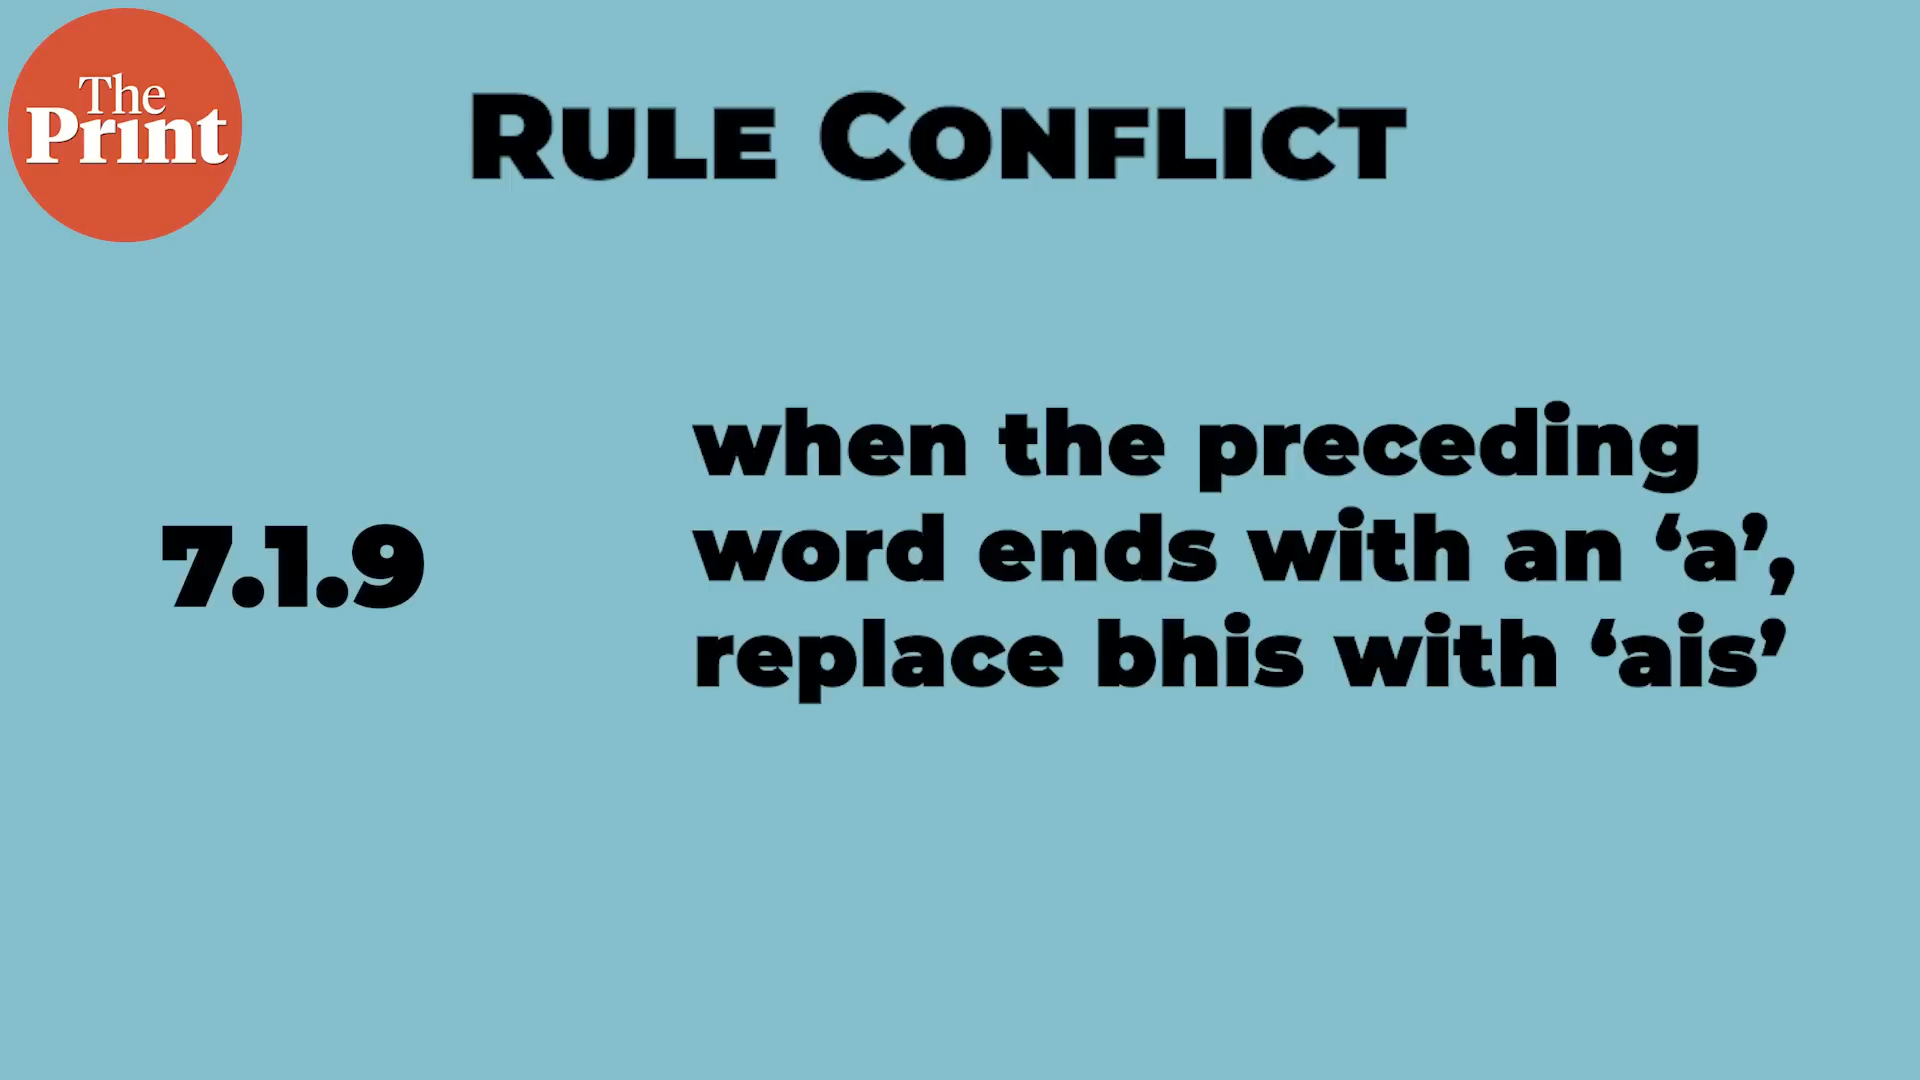 The
Print
RULE CONFLICT
7.1.9
when the preceding
word ends with an ‘a’,
replace bhis with ‘ais’